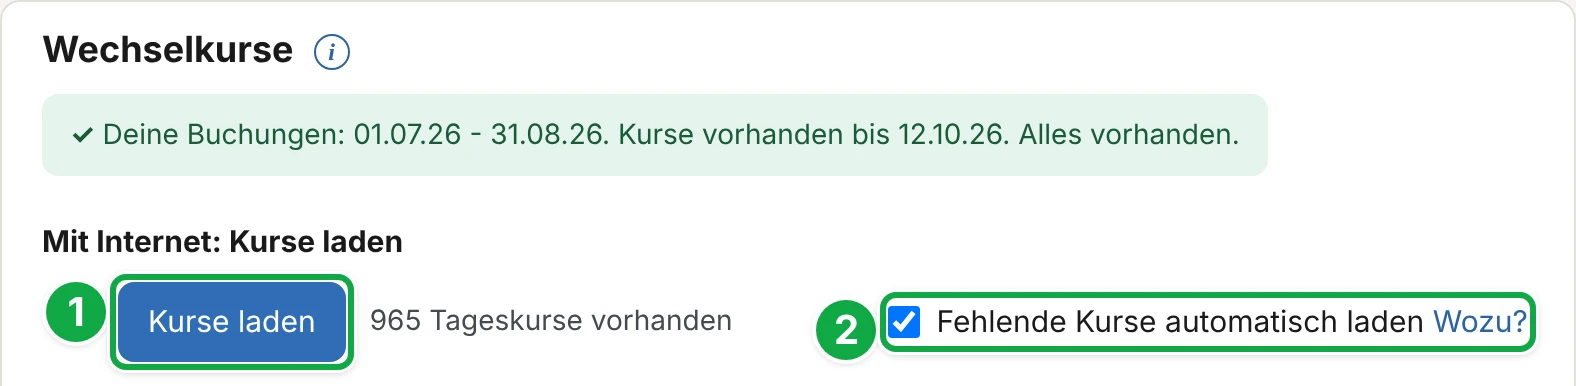 Wechselkurse i
✓ Deine Buchungen: 01.07.26 - 31.08.26. Kurse vorhanden bis 12.10.26. Alles vorhanden.
Mit Internet: Kurse laden
1 Kurse laden 965 Tageskurse vorhanden 2 Fehlende Kurse automatisch laden Wozu?